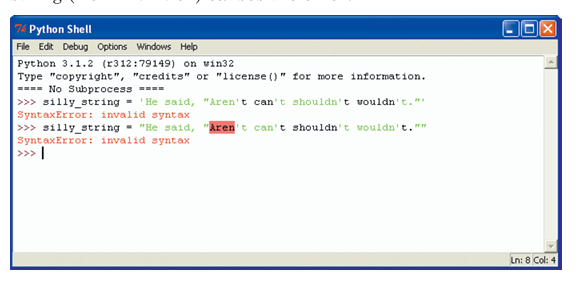 Python Shell
File Edit Debug Options Windows Help
Python 3.1.2 (r312:79149) on win32
Type "copyright", "credits" or "license()" for more information.
==== No Subprocess ====
>>> silly_string = 'He said, "Aren't can't shouldn't wouldn't."'
SyntaxError: invalid syntax
>>> silly_string = "He said, "Aren't can't shouldn't wouldn't.""
SyntaxError: invalid syntax
>>>
Ln: 8 Col: 4